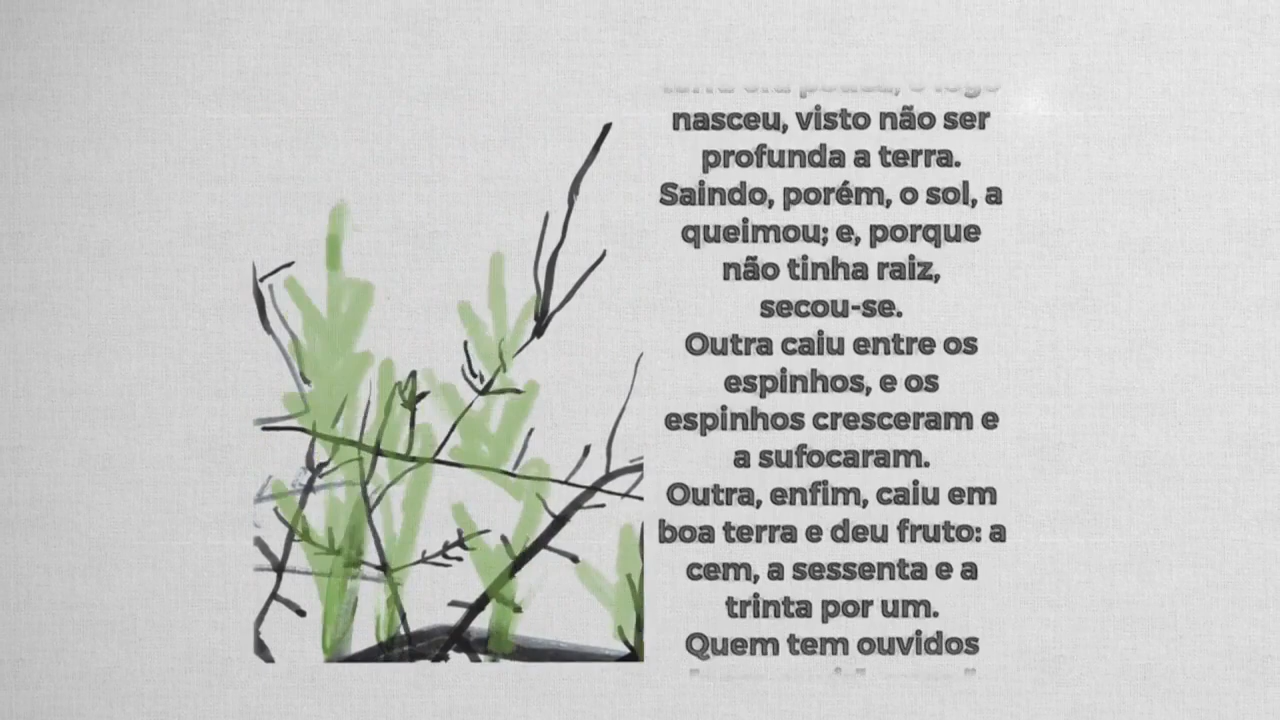 nasceu, visto não ser
profunda a terra.
Saindo, porém, o sol, a
queimou; e, porque
não tinha raiz,
secou-se.
Outra caiu entre os
espinhos, e os
espinhos cresceram e
a sufocaram.
Outra, enfim, caiu em
boa terra e deu fruto: a
cem, a sessenta e a
trinta por um.
Quem tem ouvidos